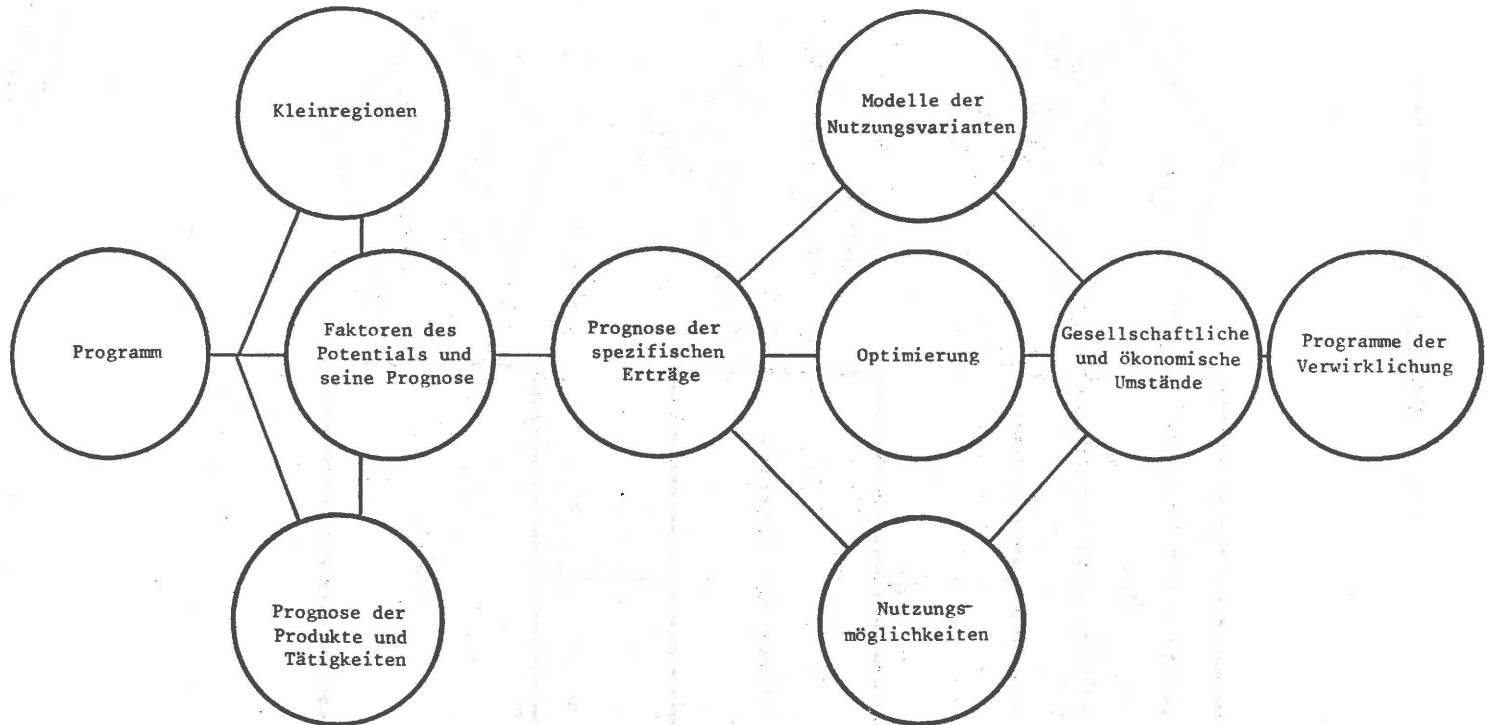 Kleinregionen
Modelle der
Nutzungsvarianten
Programm
Faktoren des
Potentials und
seine Prognose
Prognose der
spezifischen
Erträge
Optimierung
Gesellschaftliche
und ökonomische
Umstände
Programme der
Verwirklichung
Prognose der
Produkte und
Tätigkeiten
Nutzungs-
möglichkeiten